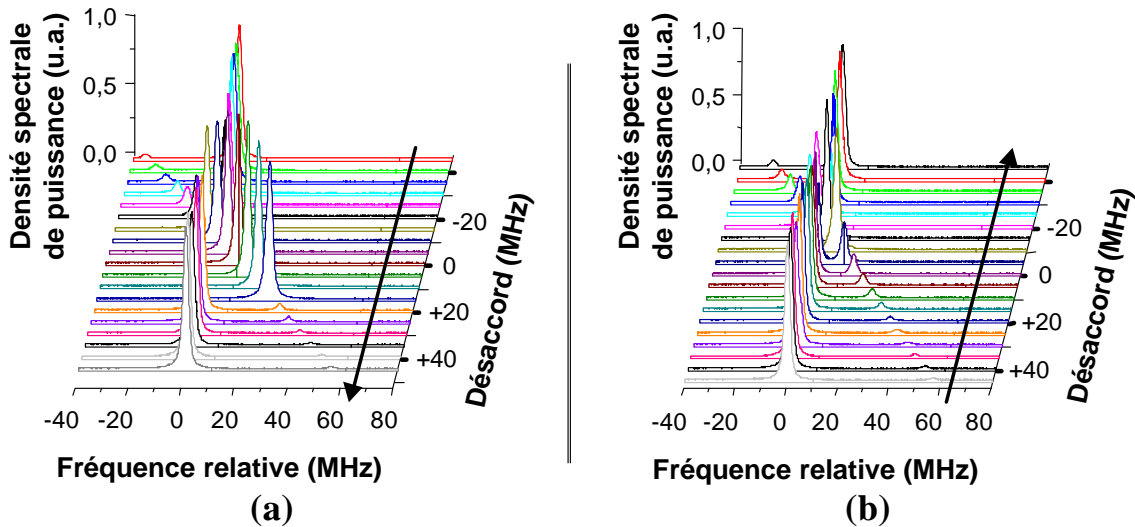 Densité spectrale
de puissance (u.a.)
1,0
0,5
0,0
-20
0
+20
+40
Désaccord (MHz)
-40 -20 0 20 40 60 80
Fréquence relative (MHz)
(a)
Densité spectrale
de puissance (u.a.)
1,0
0,5
0,0
-20
0
+20
+40
Désaccord (MHz)
-40 -20 0 20 40 60 80
Fréquence relative (MHz)
(b)